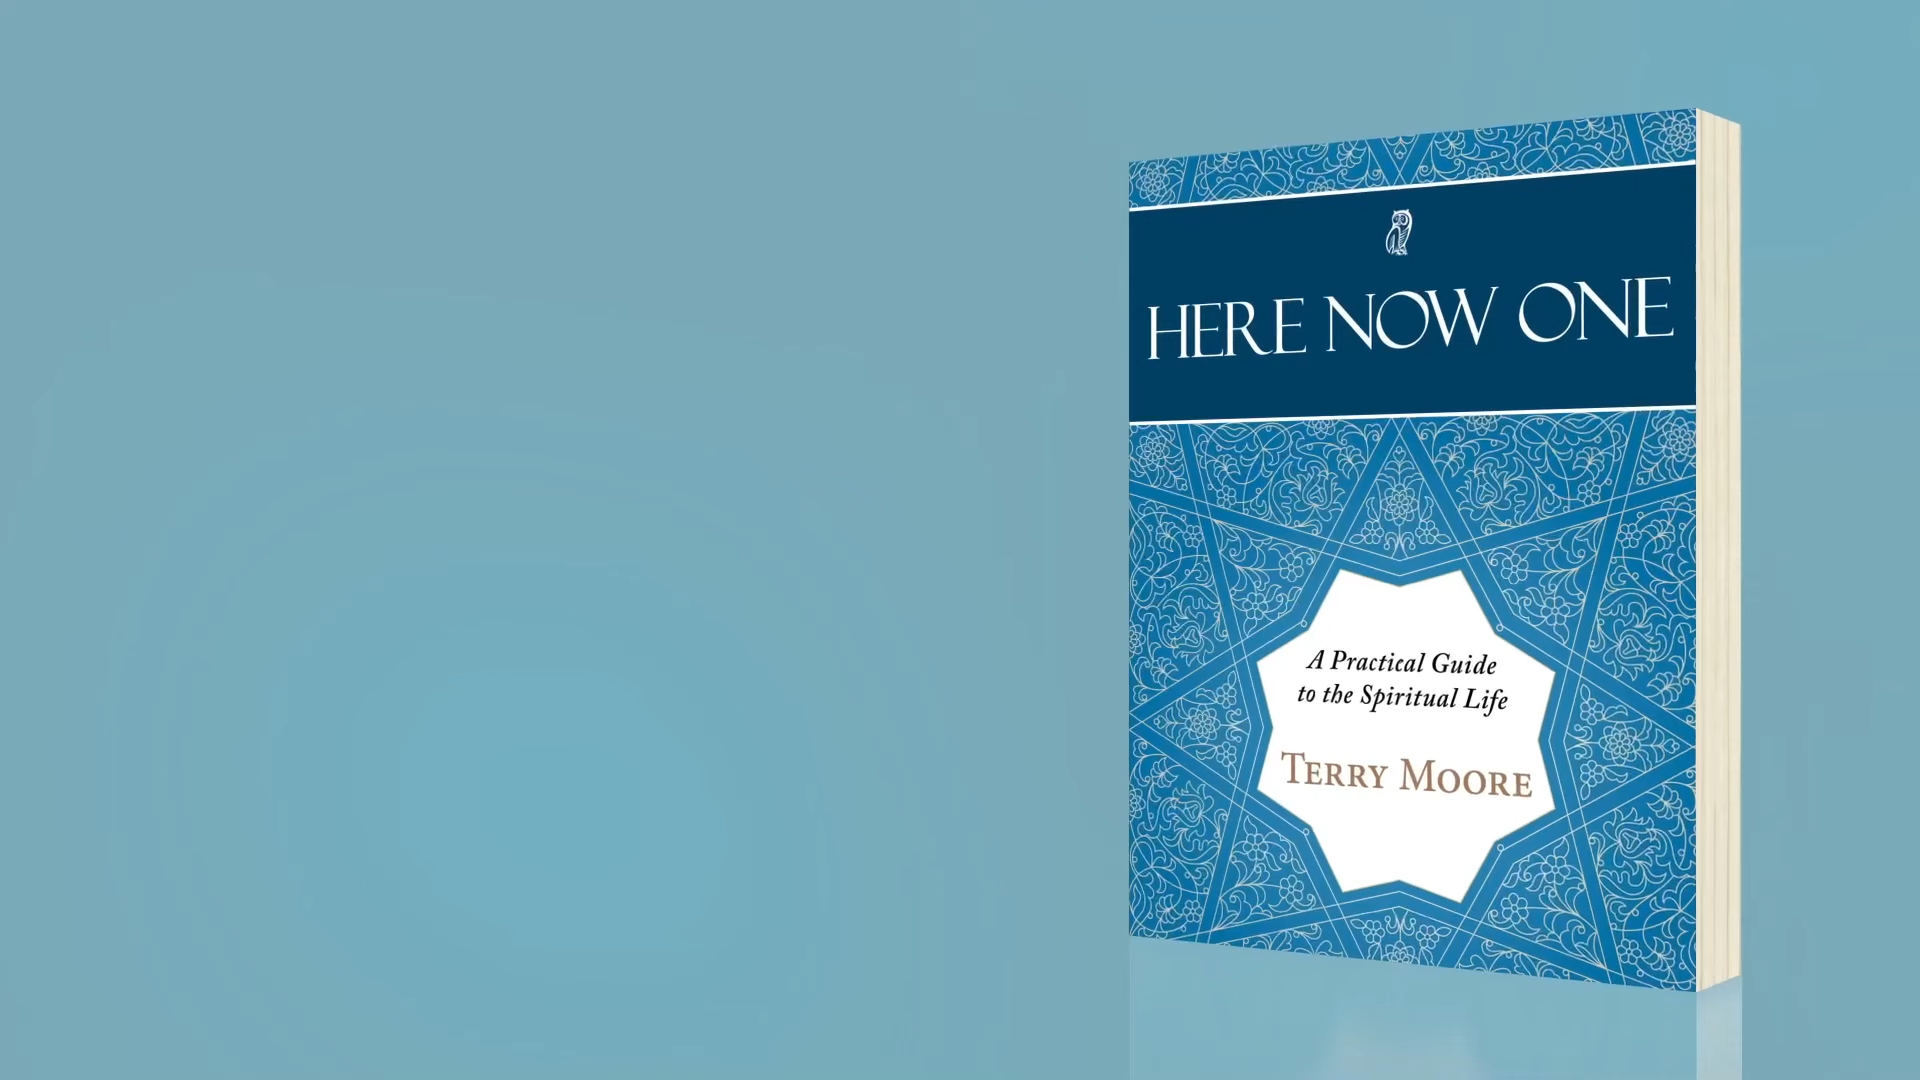 HERE NOW ONE
A Practical Guide
to the Spiritual Life
TERRY MOORE